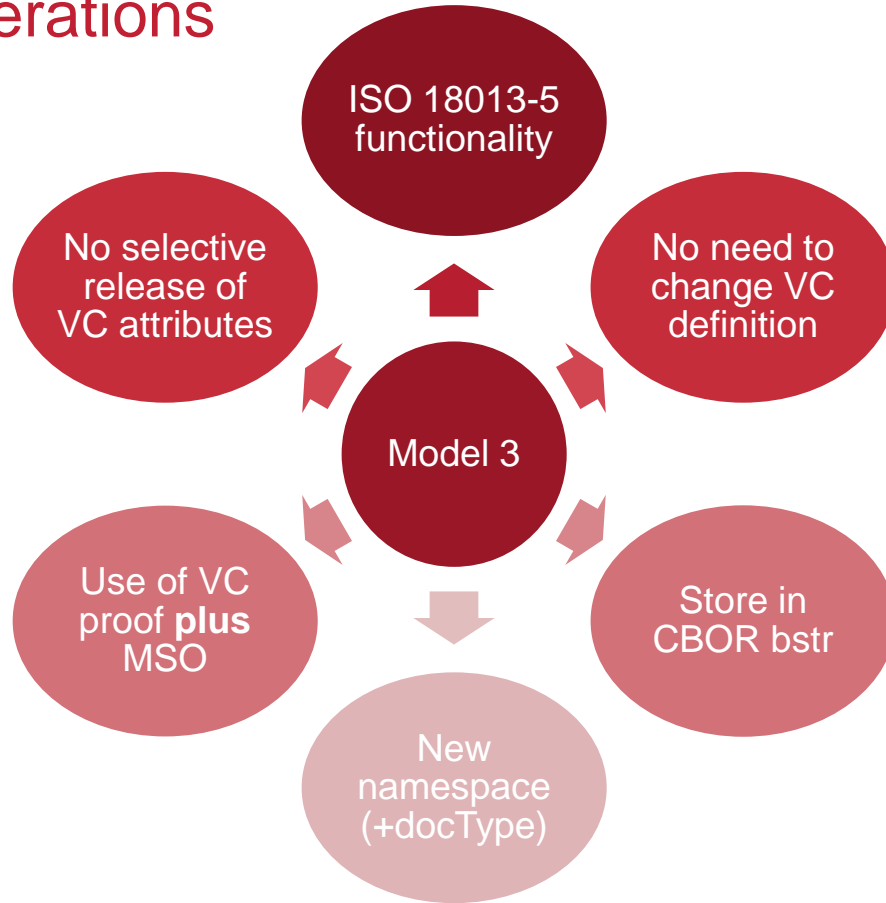 erations
ISO 18013-5
functionality
No selective
release of
VC attributes
No need to
change VC
definition
Model 3
Use of VC
proof plus
MSO
Store in
CBOR bstr
New
namespace
(+docType)